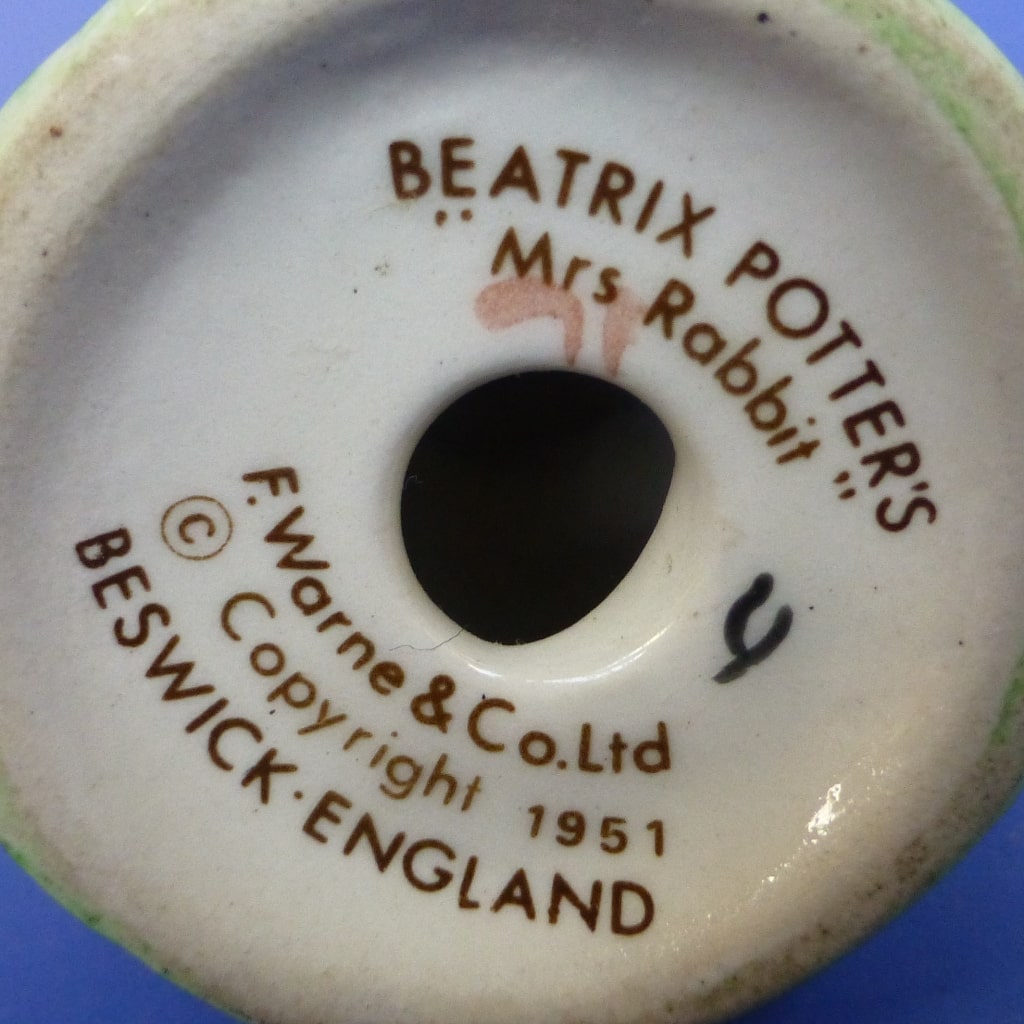 BEATRIX POTTER'S
"Mrs Rabbit"
F. Warne & Co. Ltd
© Copyright 1951
BESWICK · ENGLAND